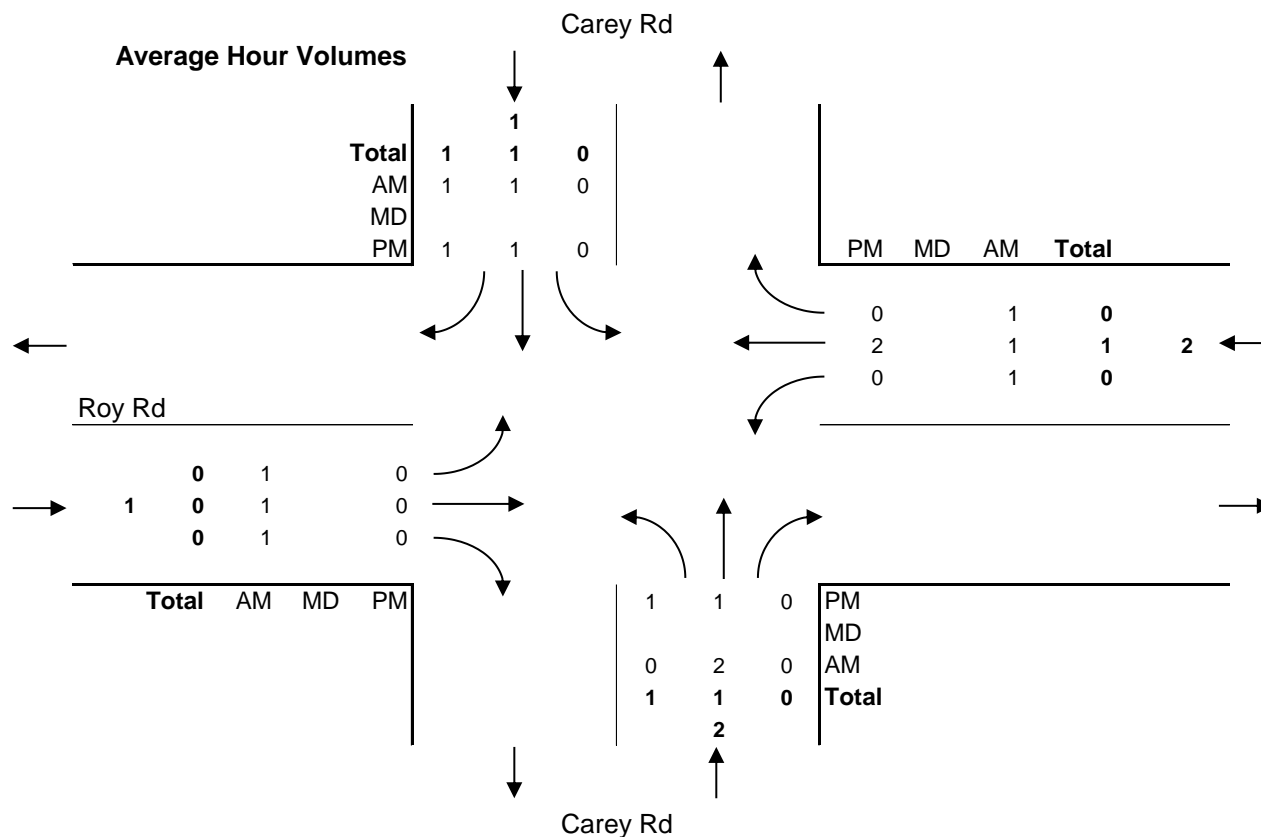 Carey Rd
Average Hour Volumes
1
Total 1 1 0
AM 1 1 0
MD
PM 1 1 0
PM MD AM Total
0 1 0
2 1 1 2
0 1 0
Roy Rd
0 1 0
1 0 1 0
0 1 0
Total AM MD PM
1 1 0 PM
MD
0 2 0 AM
1 1 0 Total
2
Carey Rd